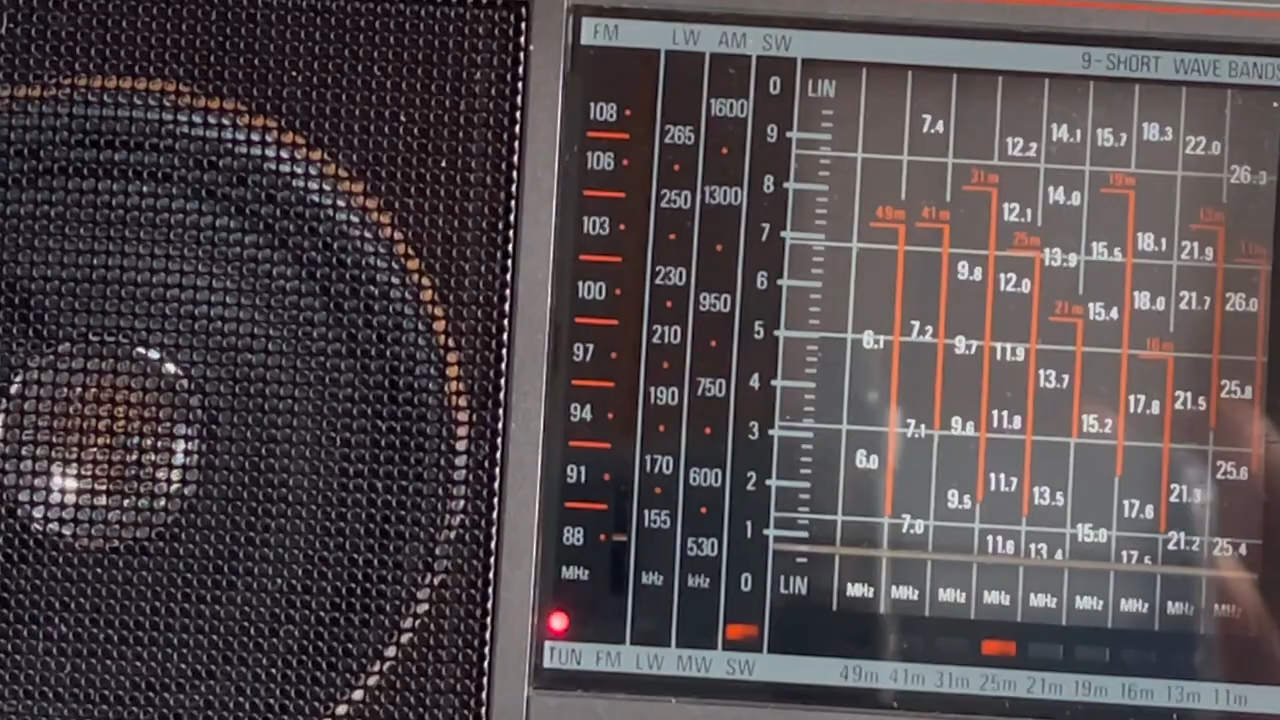 FM LW AM SW
9-SHORT WAVE BANDS
0 LIN
108 1600 7.4 14.1 15.7 18.3
265 9 12.2 22.0
106 26.3
250 1300 8 31m 14.0 19m
103 7 49m 41m 12.1 13m
25m 13.9 15.5 18.1 21.9 11m
230 6 9.8 12.0
100 950 21m 15.4 18.0 21.7 26.0
210 5 6.1 7.2 9.7 11.9 16m
97 13.7
190 750 4 17.8 21.5 25.8
94 3 7.1 9.6 11.8 15.2
170 600 2 6.0 11.7 25.6
91 9.5 13.5 17.6 21.3
155 1 7.0 15.0
88 530 11.6 13.4 17.5 21.2 25.4
MHz kHz kHz 0 LIN MHz MHz MHz MHz MHz MHz MHz MHz MHz
TUN FM LW MW SW 49m 41m 31m 25m 21m 19m 16m 13m 11m